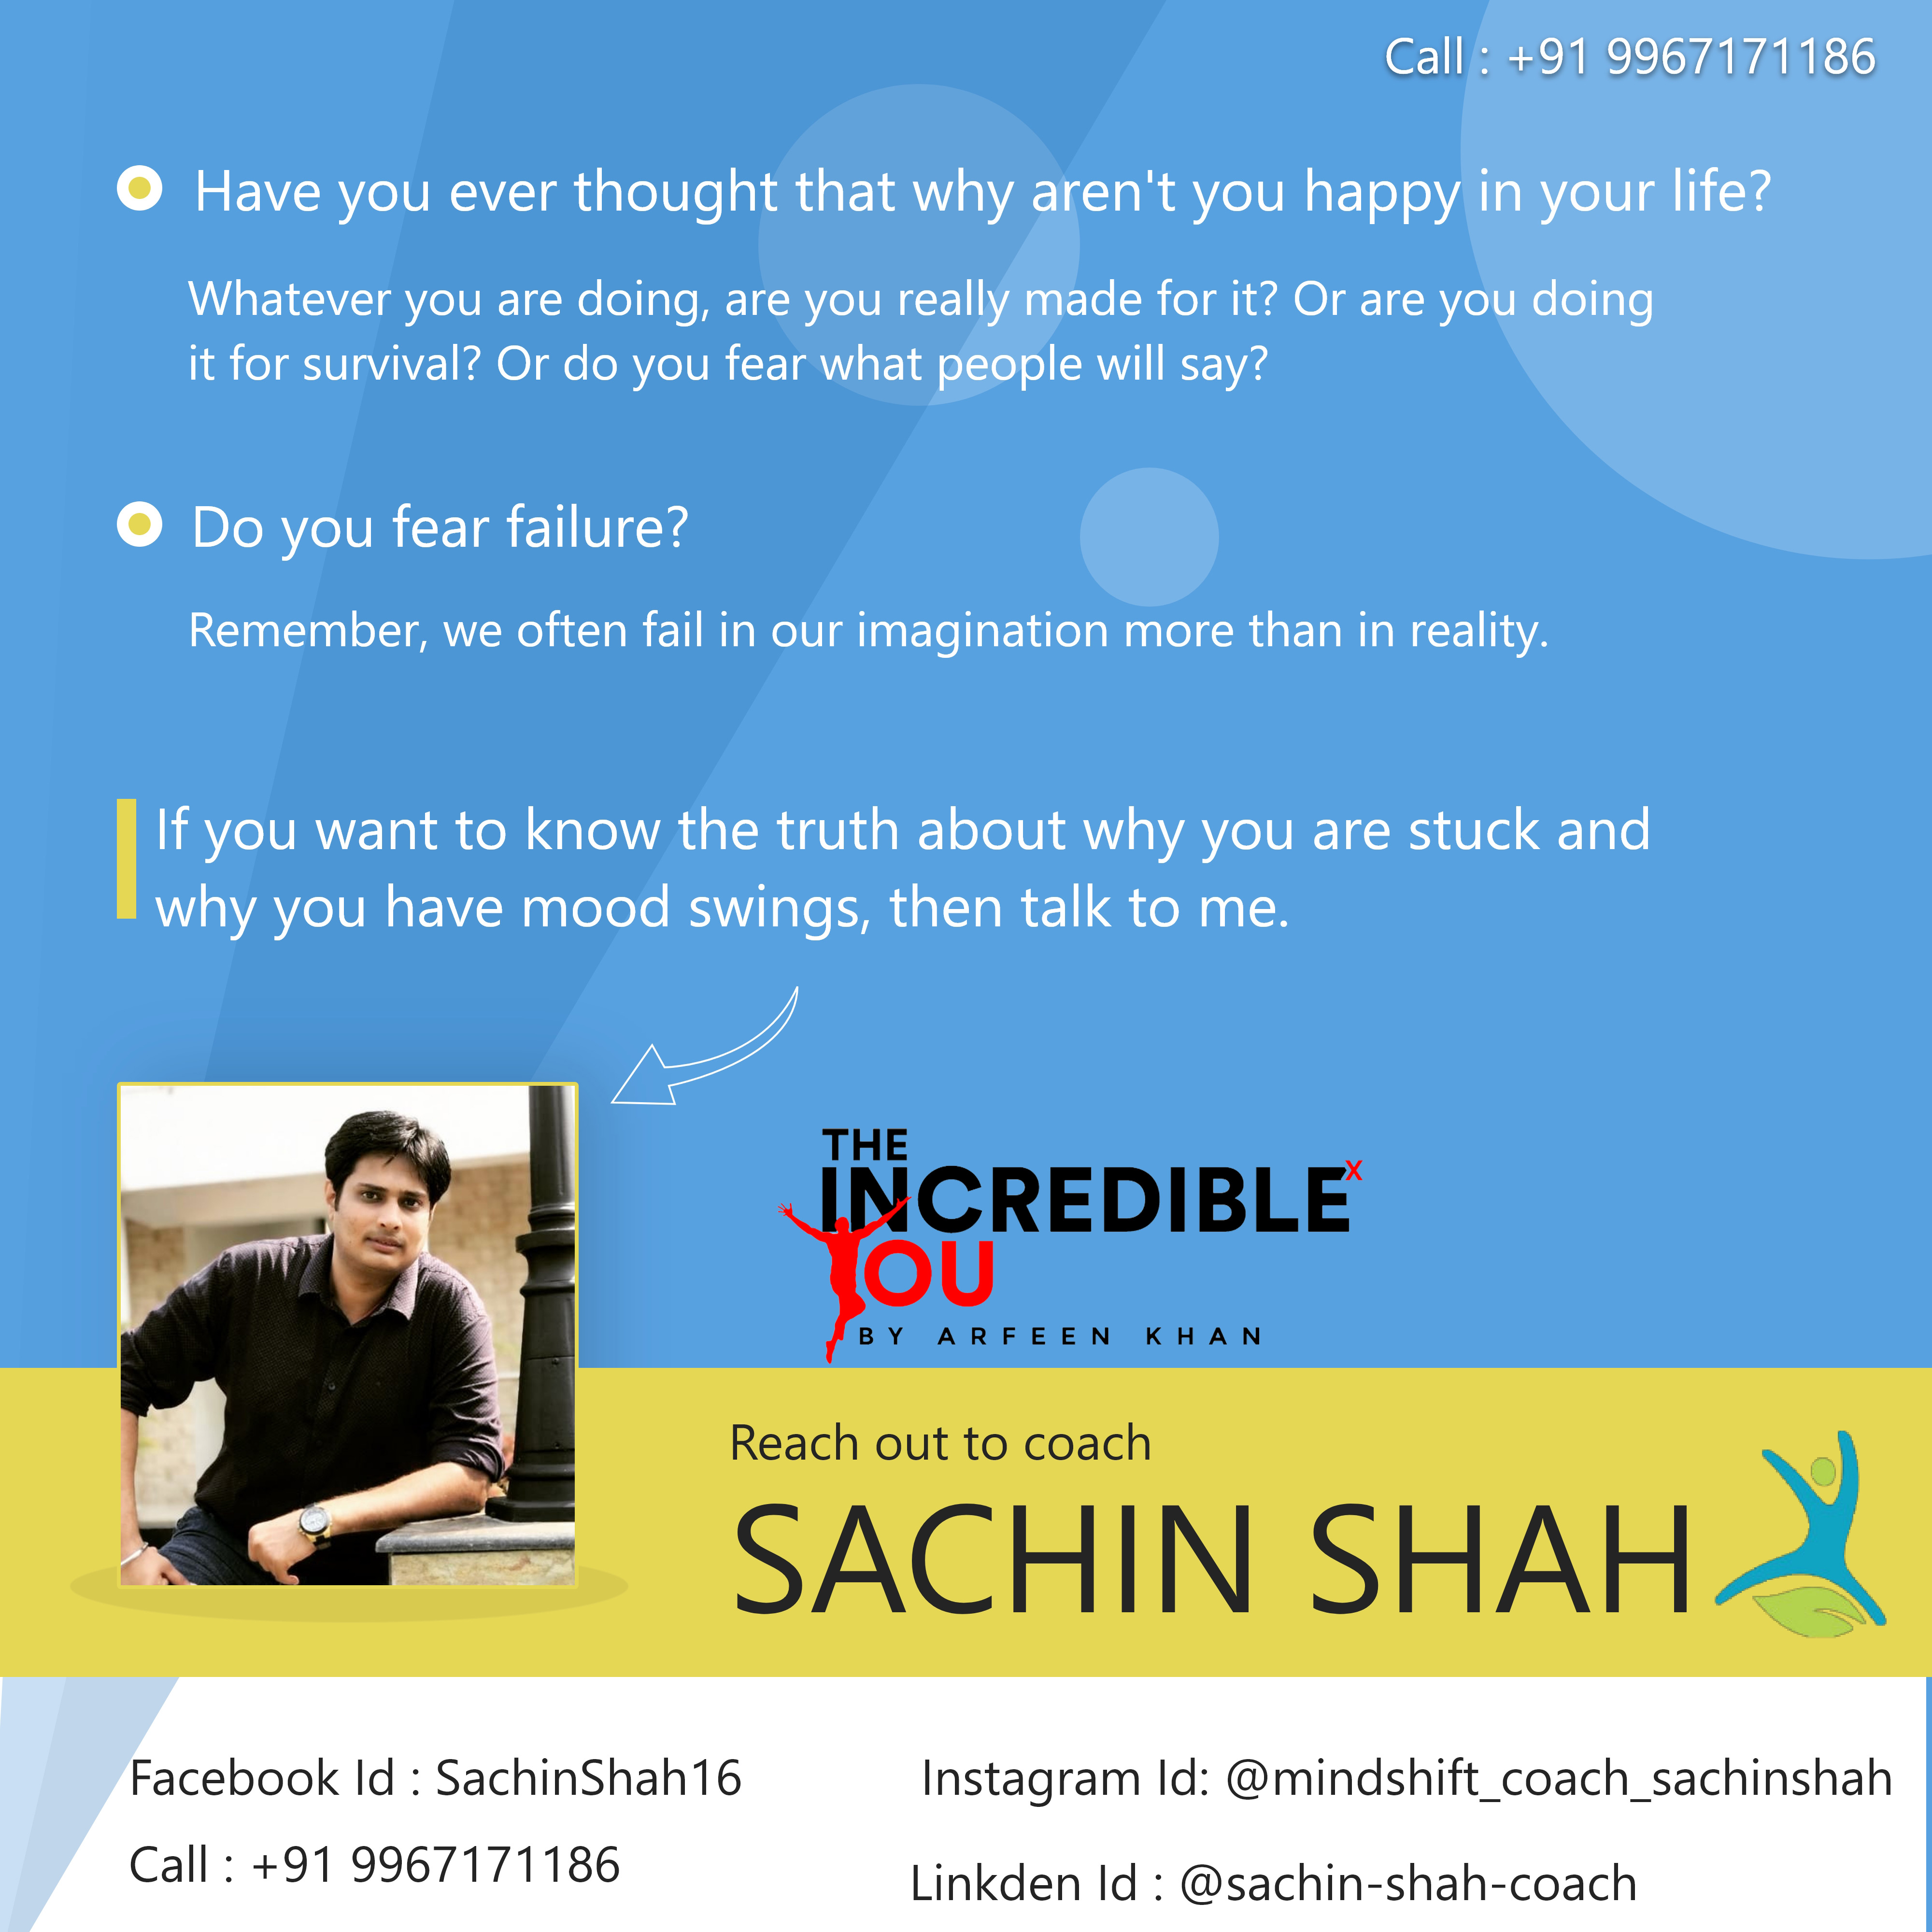 Call : +91 9967171186
Have you ever thought that why aren't you happy in your life?
Whatever you are doing, are you really made for it? Or are you doing
it for survival? Or do you fear what people will say?
Do you fear failure?
Remember, we often fail in our imagination more than in reality.
If you want to know the truth about why you are stuck and
why you have mood swings, then talk to me.
THE
INCREDIBLE X
YOU
BY ARFEEN KHAN
Reach out to coach
SACHIN SHAH
Facebook Id : SachinShah16
Instagram Id: @mindshift_coach_sachinshah
Call : +91 9967171186
Linkden Id : @sachin-shah-coach